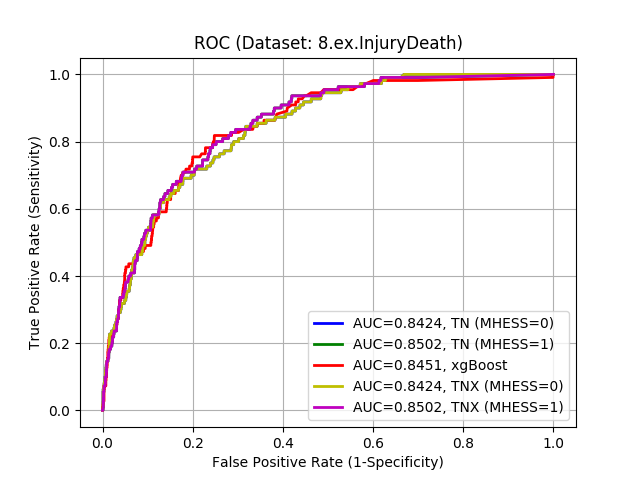 ROC (Dataset: 8.ex.InjuryDeath)
True Positive Rate (Sensitivity)
1.0
0.8
0.6
0.4
0.2
0.0
AUC=0.8424, TN (MHESS=0)
AUC=0.8502, TN (MHESS=1)
AUC=0.8451, xgBoost
AUC=0.8424, TNX (MHESS=0)
AUC=0.8502, TNX (MHESS=1)
0.0 0.2 0.4 0.6 0.8 1.0
False Positive Rate (1-Specificity)